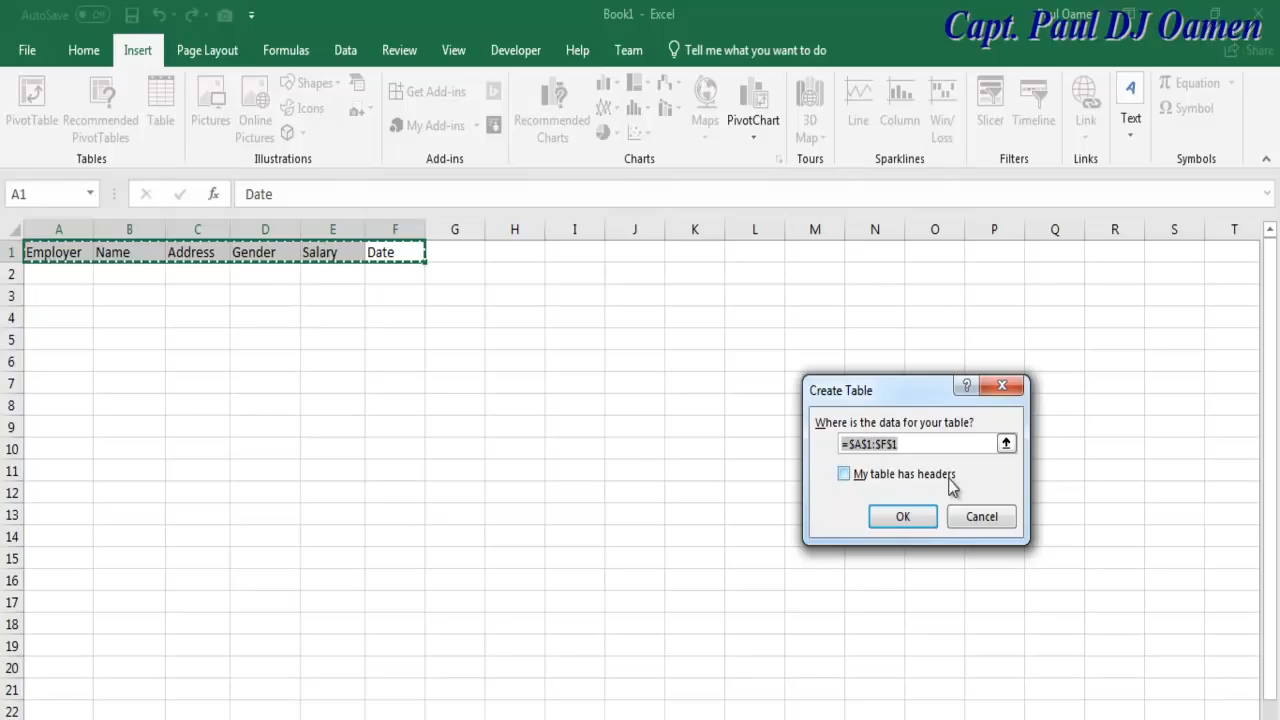 AutoSave Off
Book1 - Excel
Paul Oame
Capt. Paul DJ Oamen
File Home Insert Page Layout Formulas Data Review View Developer Help Team Tell me what you want to do Share
PivotTable Recommended PivotTables Table
Tables
Pictures Online Pictures Shapes Icons
Illustrations
Get Add-ins
My Add-ins
Add-ins
Recommended Charts Maps PivotChart
Charts
3D Map
Tours
Line Column Win/Loss
Sparklines
Slicer Timeline
Filters
Link
Links
A Text
π Equation
Ω Symbol
Symbols
A1 fx Date
A B C D E F G H I J K L M N O P Q R S T
1 Employer Name Address Gender Salary Date
2
3
4
5
6
7
8
9
10
11
12
13
14
15
16
17
18
19
20
21
22
Create Table ? X
Where is the data for your table?
=$A$1:$F$1
My table has headers
OK Cancel